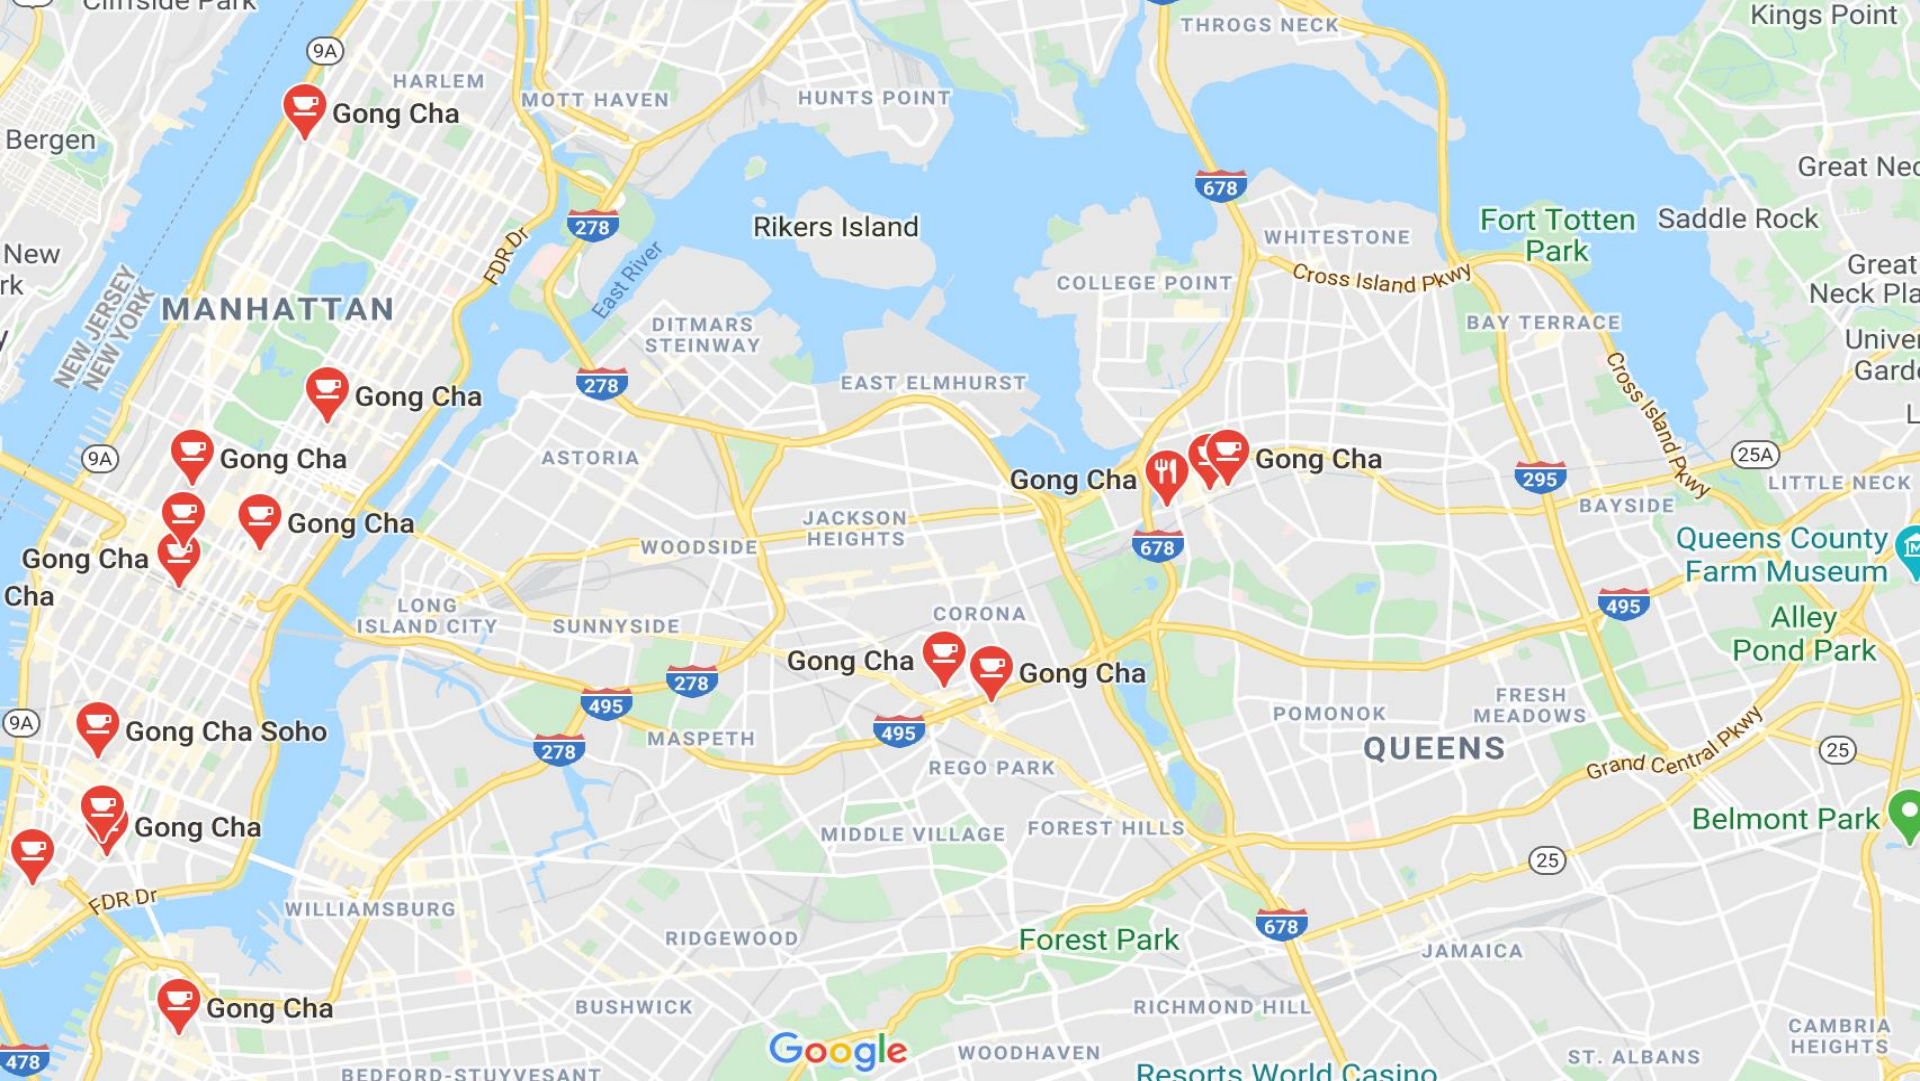 Cliffside Park
THROGS NECK
Kings Point
9A
HARLEM
MOTT HAVEN
HUNTS POINT
Gong Cha
Bergen
Great Nec
678
278
Rikers Island
FDR Dr
East River
WHITESTONE
Fort Totten
Park
Saddle Rock
New
rk
NEW JERSEY
NEW YORK
MANHATTAN
COLLEGE POINT
Cross Island Pkwy
Great
Neck Pla
DITMARS
STEINWAY
BAY TERRACE
Univer
Garde
278
EAST ELMHURST
Cross Island Pkwy
Gong Cha
L
9A
Gong Cha
ASTORIA
Gong Cha
Gong Cha
295
25A
LITTLE NECK
BAYSIDE
Gong Cha
JACKSON
HEIGHTS
WOODSIDE
678
Queens County
Farm Museum
Gong Cha
Cha
LONG
ISLAND CITY
SUNNYSIDE
CORONA
495
Alley
Pond Park
Gong Cha
Gong Cha
278
495
FRESH
MEADOWS
POMONOK
9A
Gong Cha Soho
278
MASPETH
495
QUEENS
Grand Central Pkwy
25
REGO PARK
Gong Cha
MIDDLE VILLAGE
FOREST HILLS
Belmont Park
25
FDR Dr
WILLIAMSBURG
RIDGEWOOD
Forest Park
678
JAMAICA
Gong Cha
BUSHWICK
RICHMOND HILL
478
Google
WOODHAVEN
CAMBRIA
HEIGHTS
ST. ALBANS
BEDFORD-STUYVESANT
Resorts World Casino